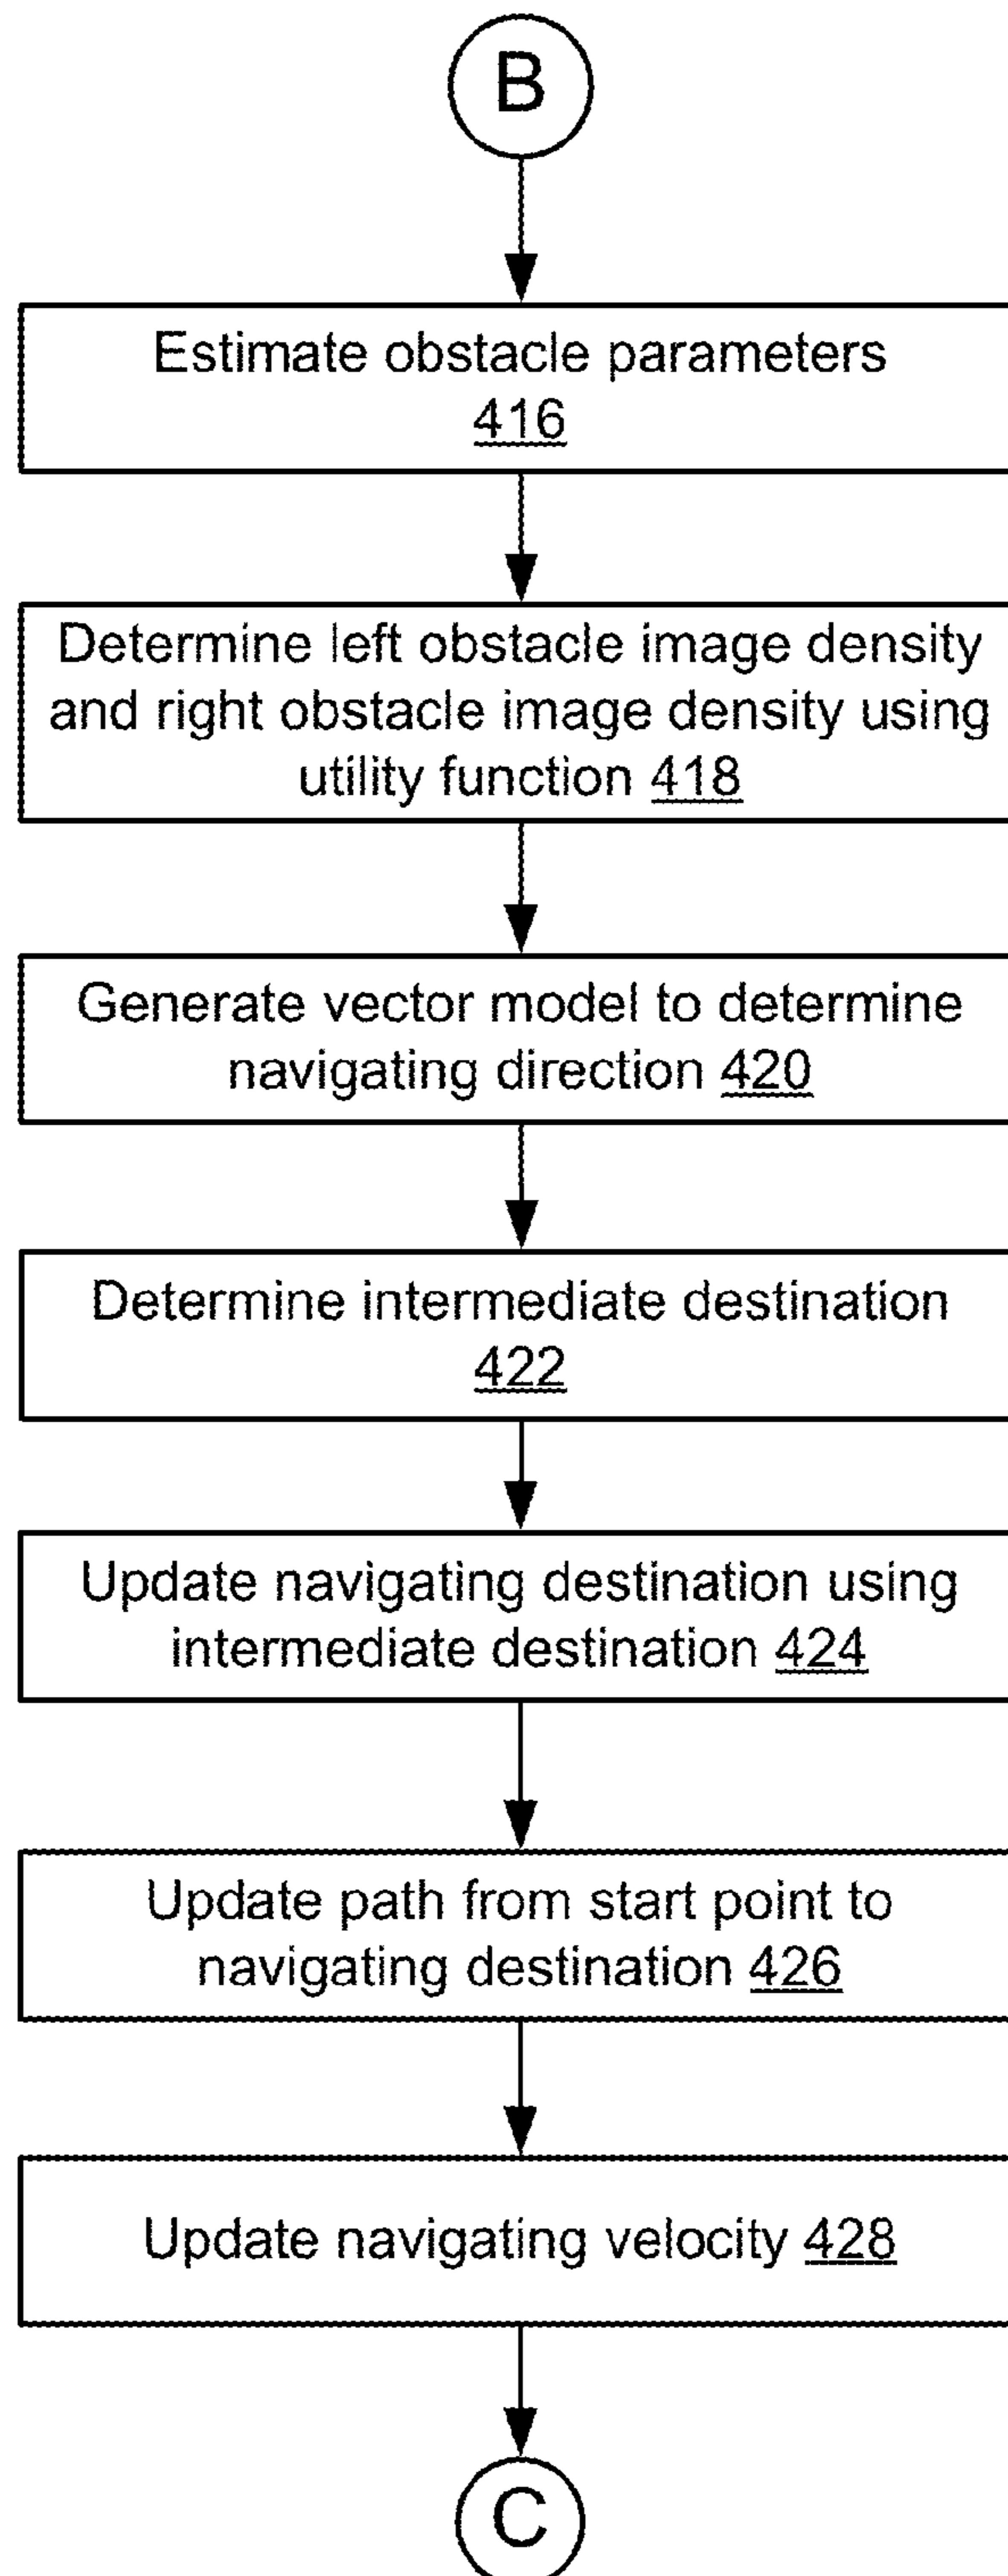 B
Estimate obstacle parameters
416
Determine left obstacle image density
and right obstacle image density using
utility function 418
Generate vector model to determine
navigating direction 420
Determine intermediate destination
422
Update navigating destination using
intermediate destination 424
Update path from start point to
navigating destination 426
Update navigating velocity 428
C